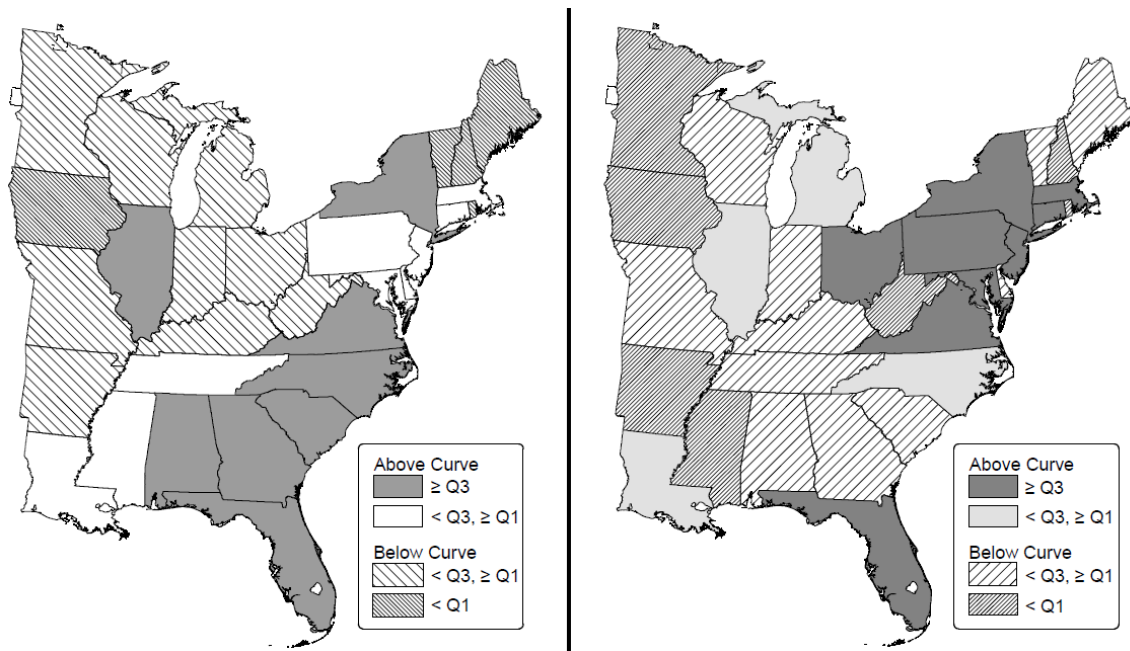 Above Curve
≥ Q3
< Q3, ≥ Q1
Below Curve
< Q3, ≥ Q1
< Q1
Above Curve
≥ Q3
< Q3, ≥ Q1
Below Curve
< Q3, ≥ Q1
< Q1